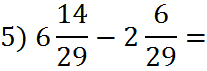 5) 6 14/29 − 2 6/29 =